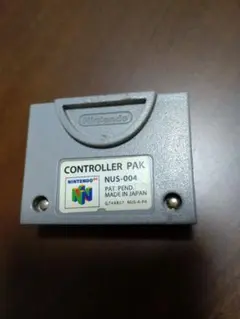 Nintendo
CONTROLLER PAK
NINTENDO 64
NUS-004
PAT. PEND.
MADE IN JAPAN